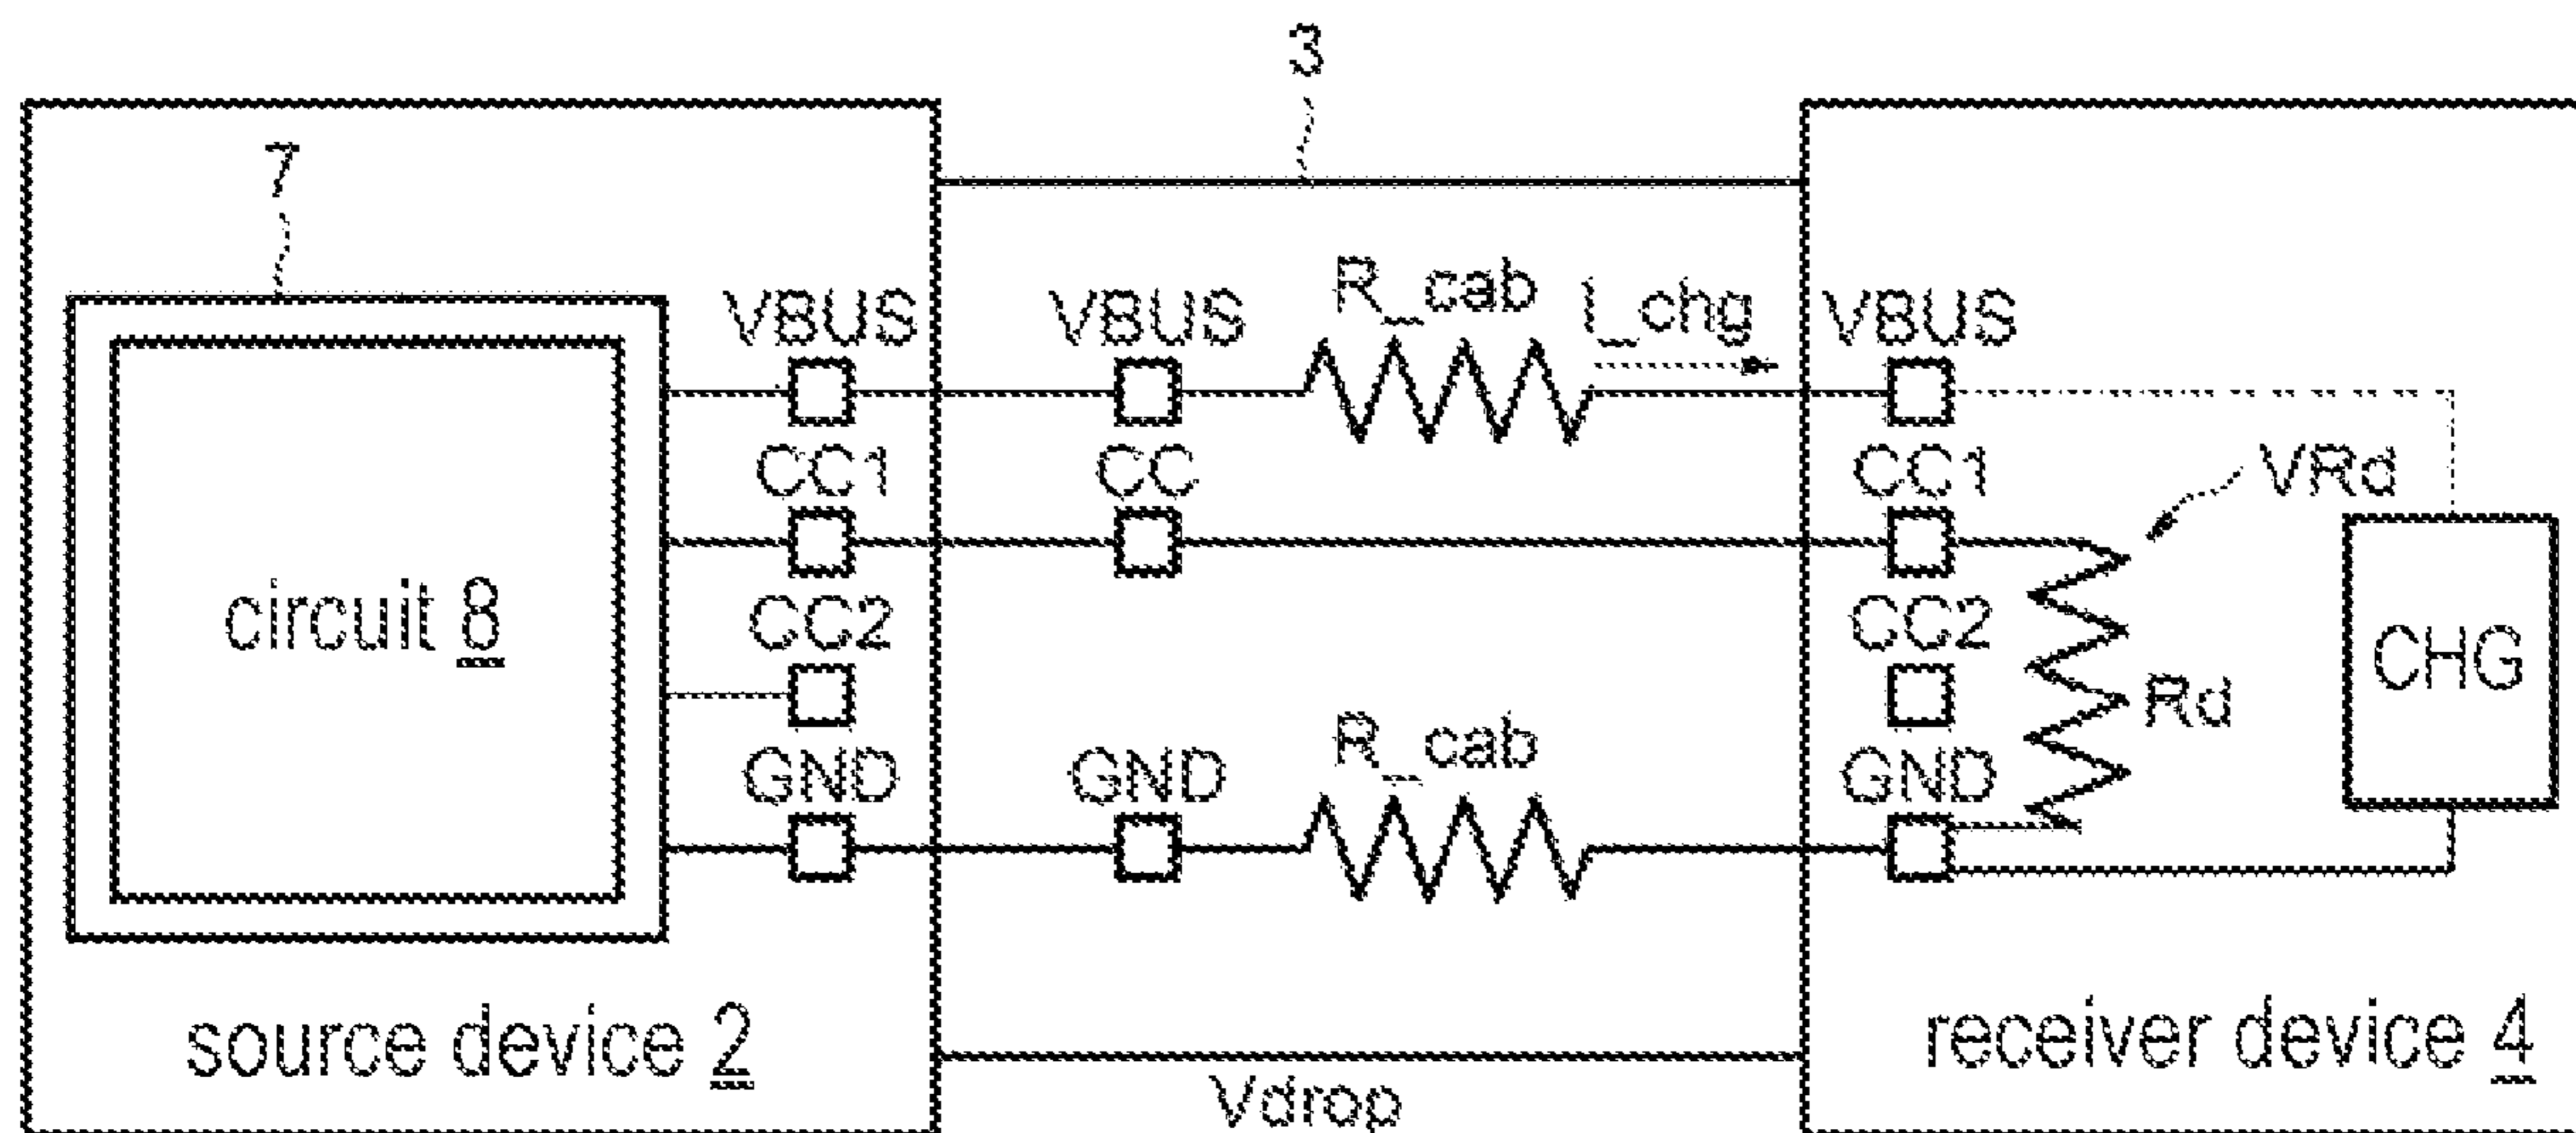 3
7
R_cab
I_chg
VBUS
VBUS
VBUS
CC1
CC
CC1
VRd
circuit 8
CC2
CC2
CHG
Rd
R_cab
GND
GND
GND
source device 2
receiver device 4
Vdrop